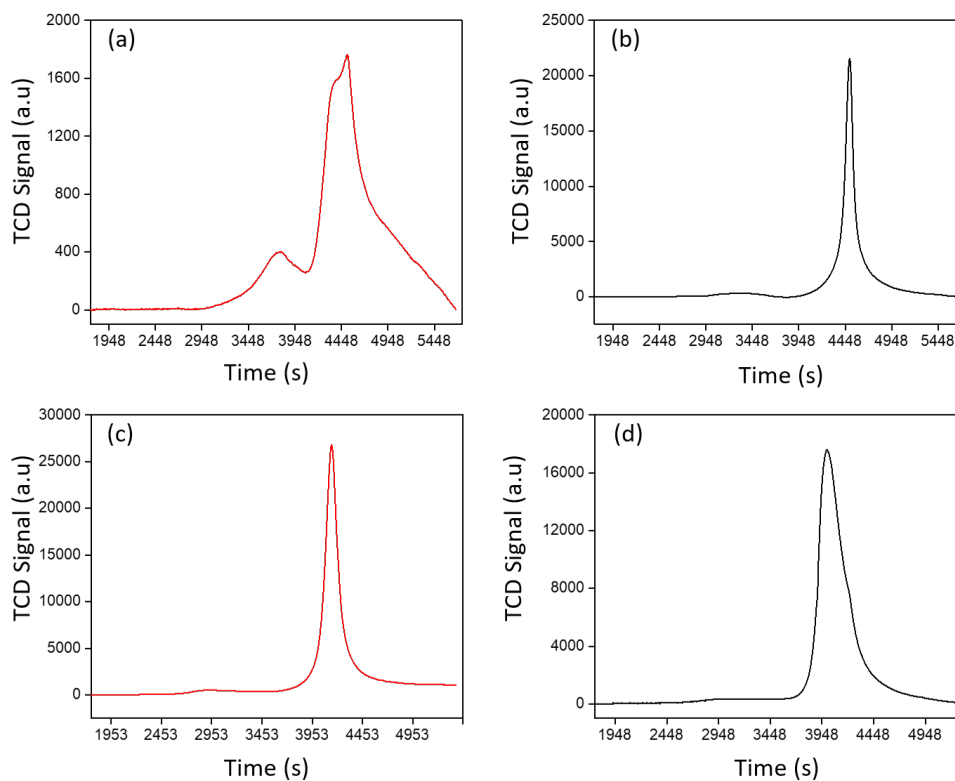 (a)
TCD Signal (a.u)
2000
1600
1200
800
400
0
1948 2448 2948 3448 3948 4448 4948 5448
Time (s)
(b)
TCD Signal (a.u)
25000
20000
15000
10000
5000
0
1948 2448 2948 3448 3948 4448 4948 5448
Time (s)
(c)
TCD Signal (a.u)
30000
25000
20000
15000
10000
5000
0
1953 2453 2953 3453 3953 4453 4953
Time (s)
(d)
TCD Signal (a.u)
20000
16000
12000
8000
4000
0
1948 2448 2948 3448 3948 4448 4948
Time (s)